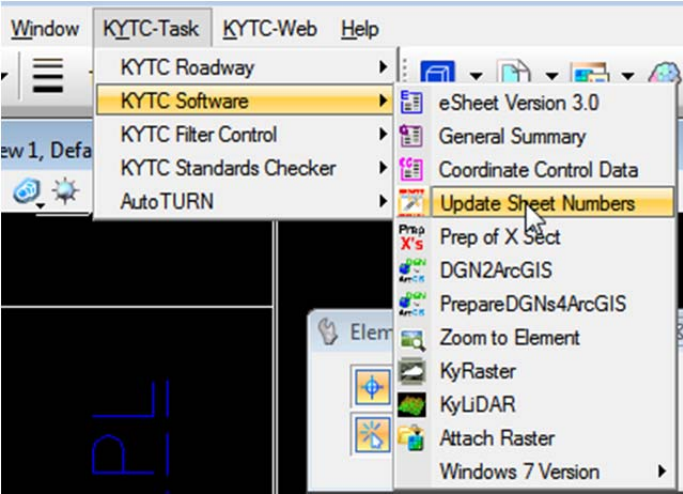 Window KYTC-Task KYTC-Web Help
KYTC Roadway
KYTC Software
KYTC Filter Control
KYTC Standards Checker
AutoTURN
eSheet Version 3.0
General Summary
Coordinate Control Data
Update Sheet Numbers
Prep of X Sect
DGN2ArcGIS
PrepareDGNs4ArcGIS
Zoom to Element
KyRaster
KyLiDAR
Attach Raster
Windows 7 Version
ew 1, Defa
Elem
Prep
X's
PL